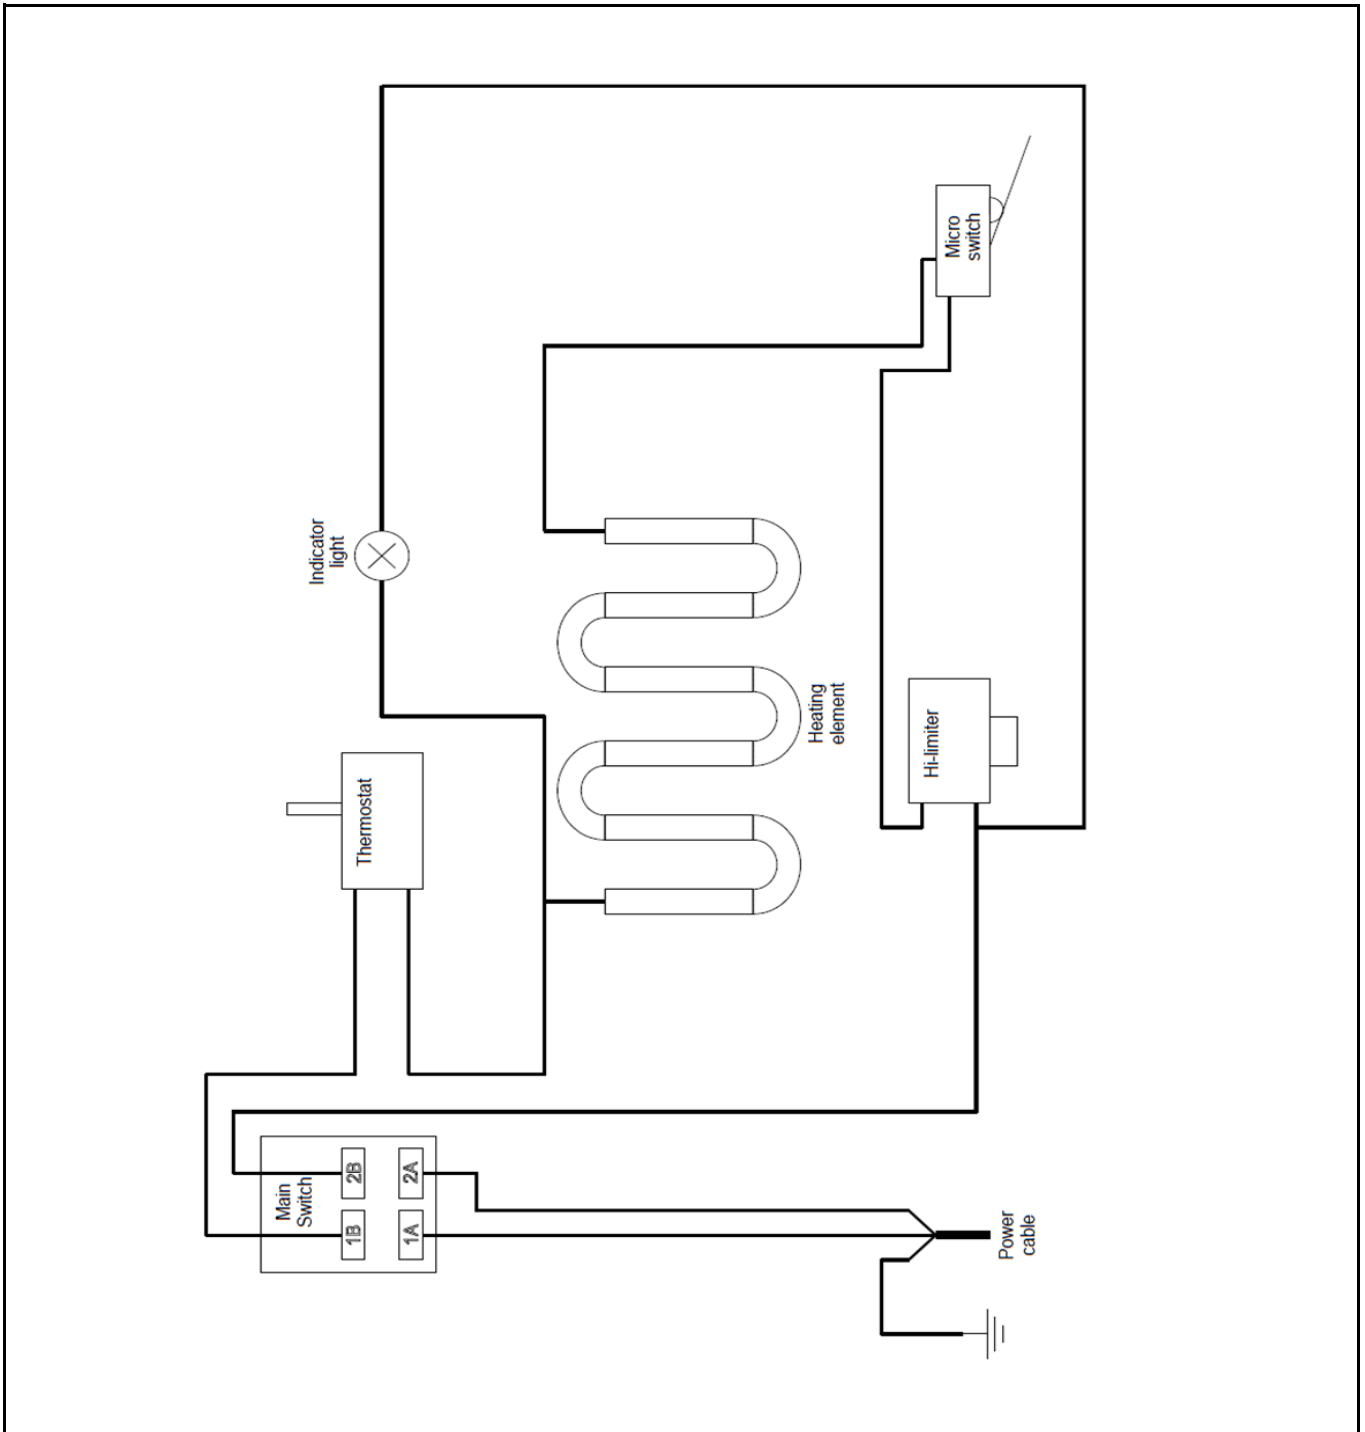 Micro
switch
Indicator
light
Heating
element
Hi-limiter
Thermostat
Main
Switch
2B
2A
1B
1A
Power
cable